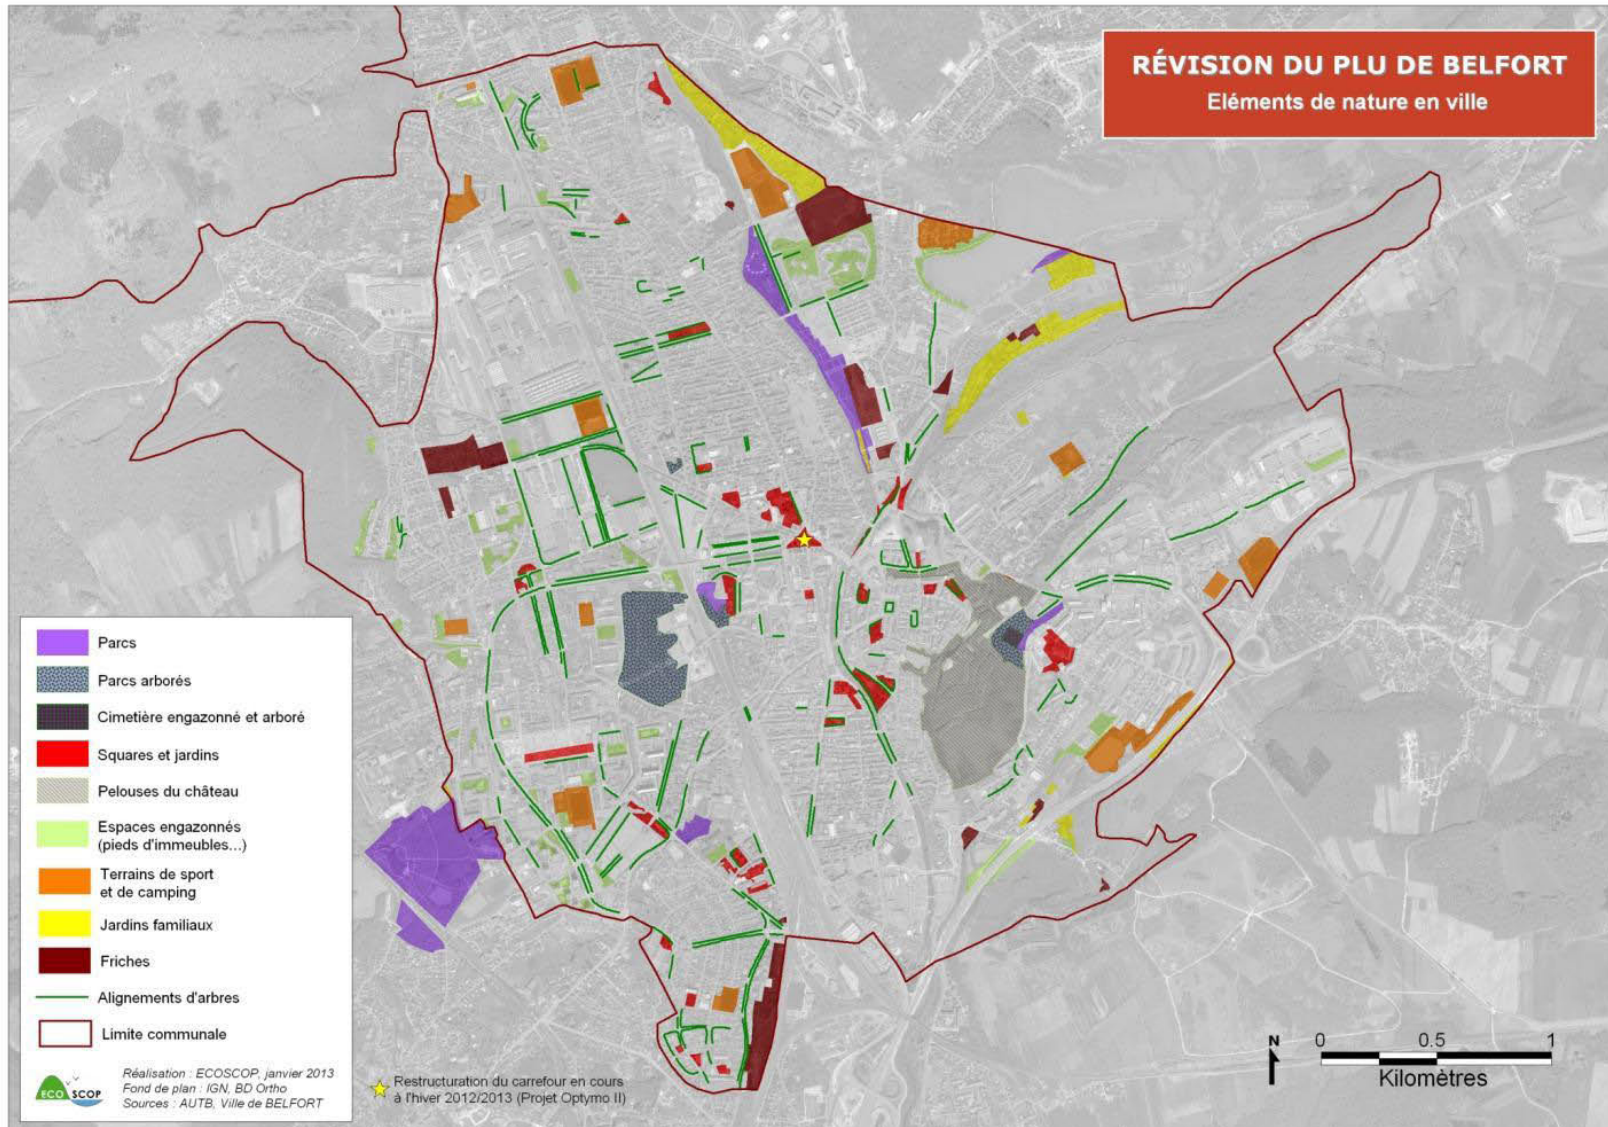 RÉVISION DU PLU DE BELFORT
Eléments de nature en ville
Parcs
Parcs arborés
Cimetière engazonné et arboré
Squares et jardins
Pelouses du château
Espaces engazonnés
(pieds d'immeubles...)
Terrains de sport
et de camping
Jardins familiaux
Friches
Alignements d'arbres
Limite communale
ECO SCOP
Réalisation : ECOSCOP, janvier 2013
Fond de plan : IGN, BD Ortho
Sources : AUTB, Ville de BELFORT
Restructuration du carrefour en cours
à l'hiver 2012/2013 (Projet Optymo II)
N
0 0.5 1
Kilomètres